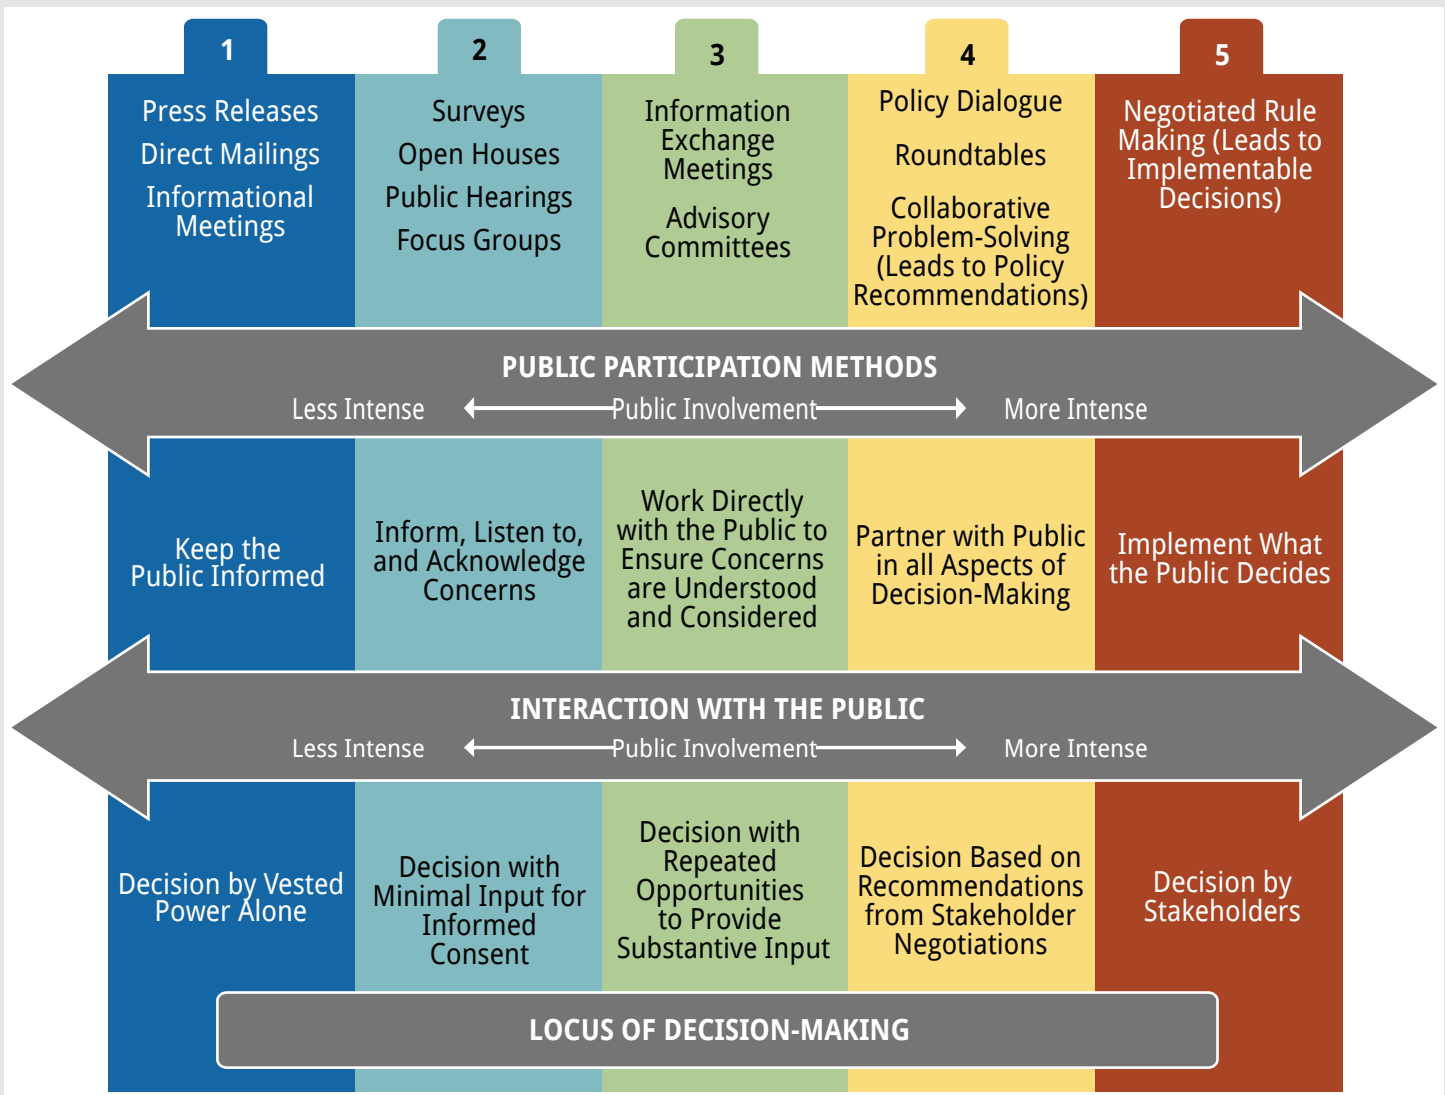 1
2
3
4
5
Press Releases
Direct Mailings
Informational
Meetings
Surveys
Open Houses
Public Hearings
Focus Groups
Information
Exchange
Meetings
Advisory
Committees
Policy Dialogue
Roundtables
Collaborative
Problem-Solving
(Leads to Policy
Recommendations)
Negotiated Rule
Making (Leads to
Implementable
Decisions)
PUBLIC PARTICIPATION METHODS
Less Intense Public Involvement More Intense
Keep the
Public Informed
Inform, Listen to,
and Acknowledge
Concerns
Work Directly
with the Public to
Ensure Concerns
are Understood
and Considered
Partner with Public
in all Aspects of
Decision-Making
Implement What
the Public Decides
INTERACTION WITH THE PUBLIC
Less Intense Public Involvement More Intense
Decision by Vested
Power Alone
Decision with
Minimal Input for
Informed
Consent
Decision with
Repeated
Opportunities
to Provide
Substantive Input
Decision Based on
Recommendations
from Stakeholder
Negotiations
Decision by
Stakeholders
LOCUS OF DECISION-MAKING